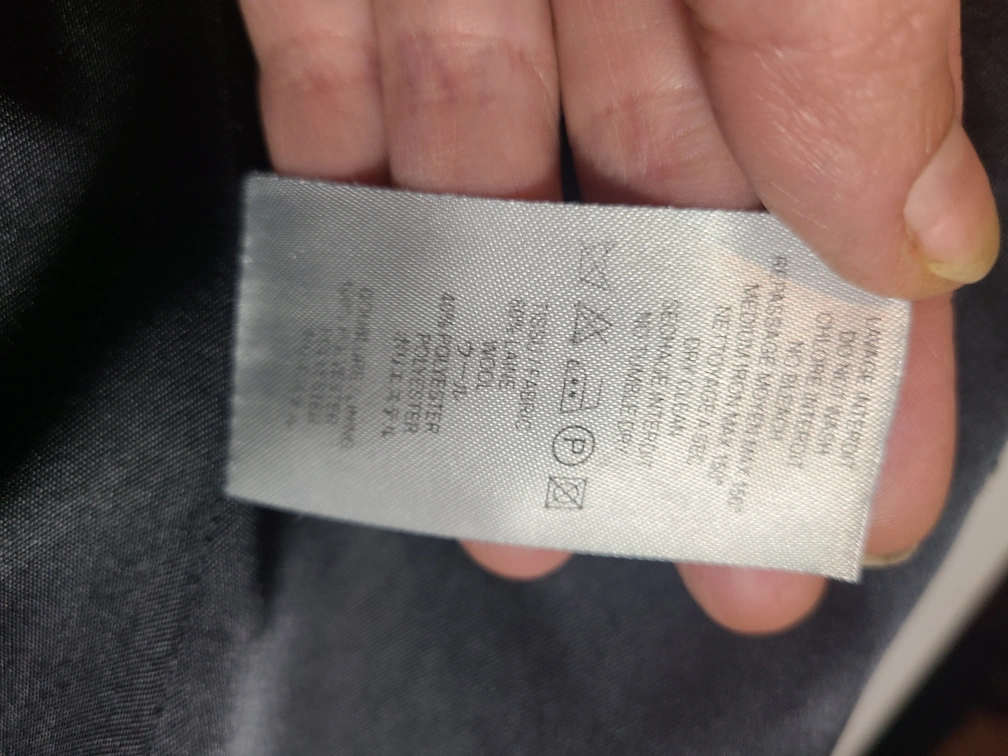 LAVAGE INTERDIT
DO NOT WASH
CHLORE INTERDIT
NO BLEACH
REPASSAGE MOYEN MAX 150°
MEDIUM IRON MAX 150°
NETTOYAGE A SEC
DRY CLEAN
SECHAGE INTERDIT
NO TUMBLE DRY
P
TISSU / FABRIC
60% LAINE
WOOL
ウール
40% POLYESTER
POLYESTER
ポリエステル